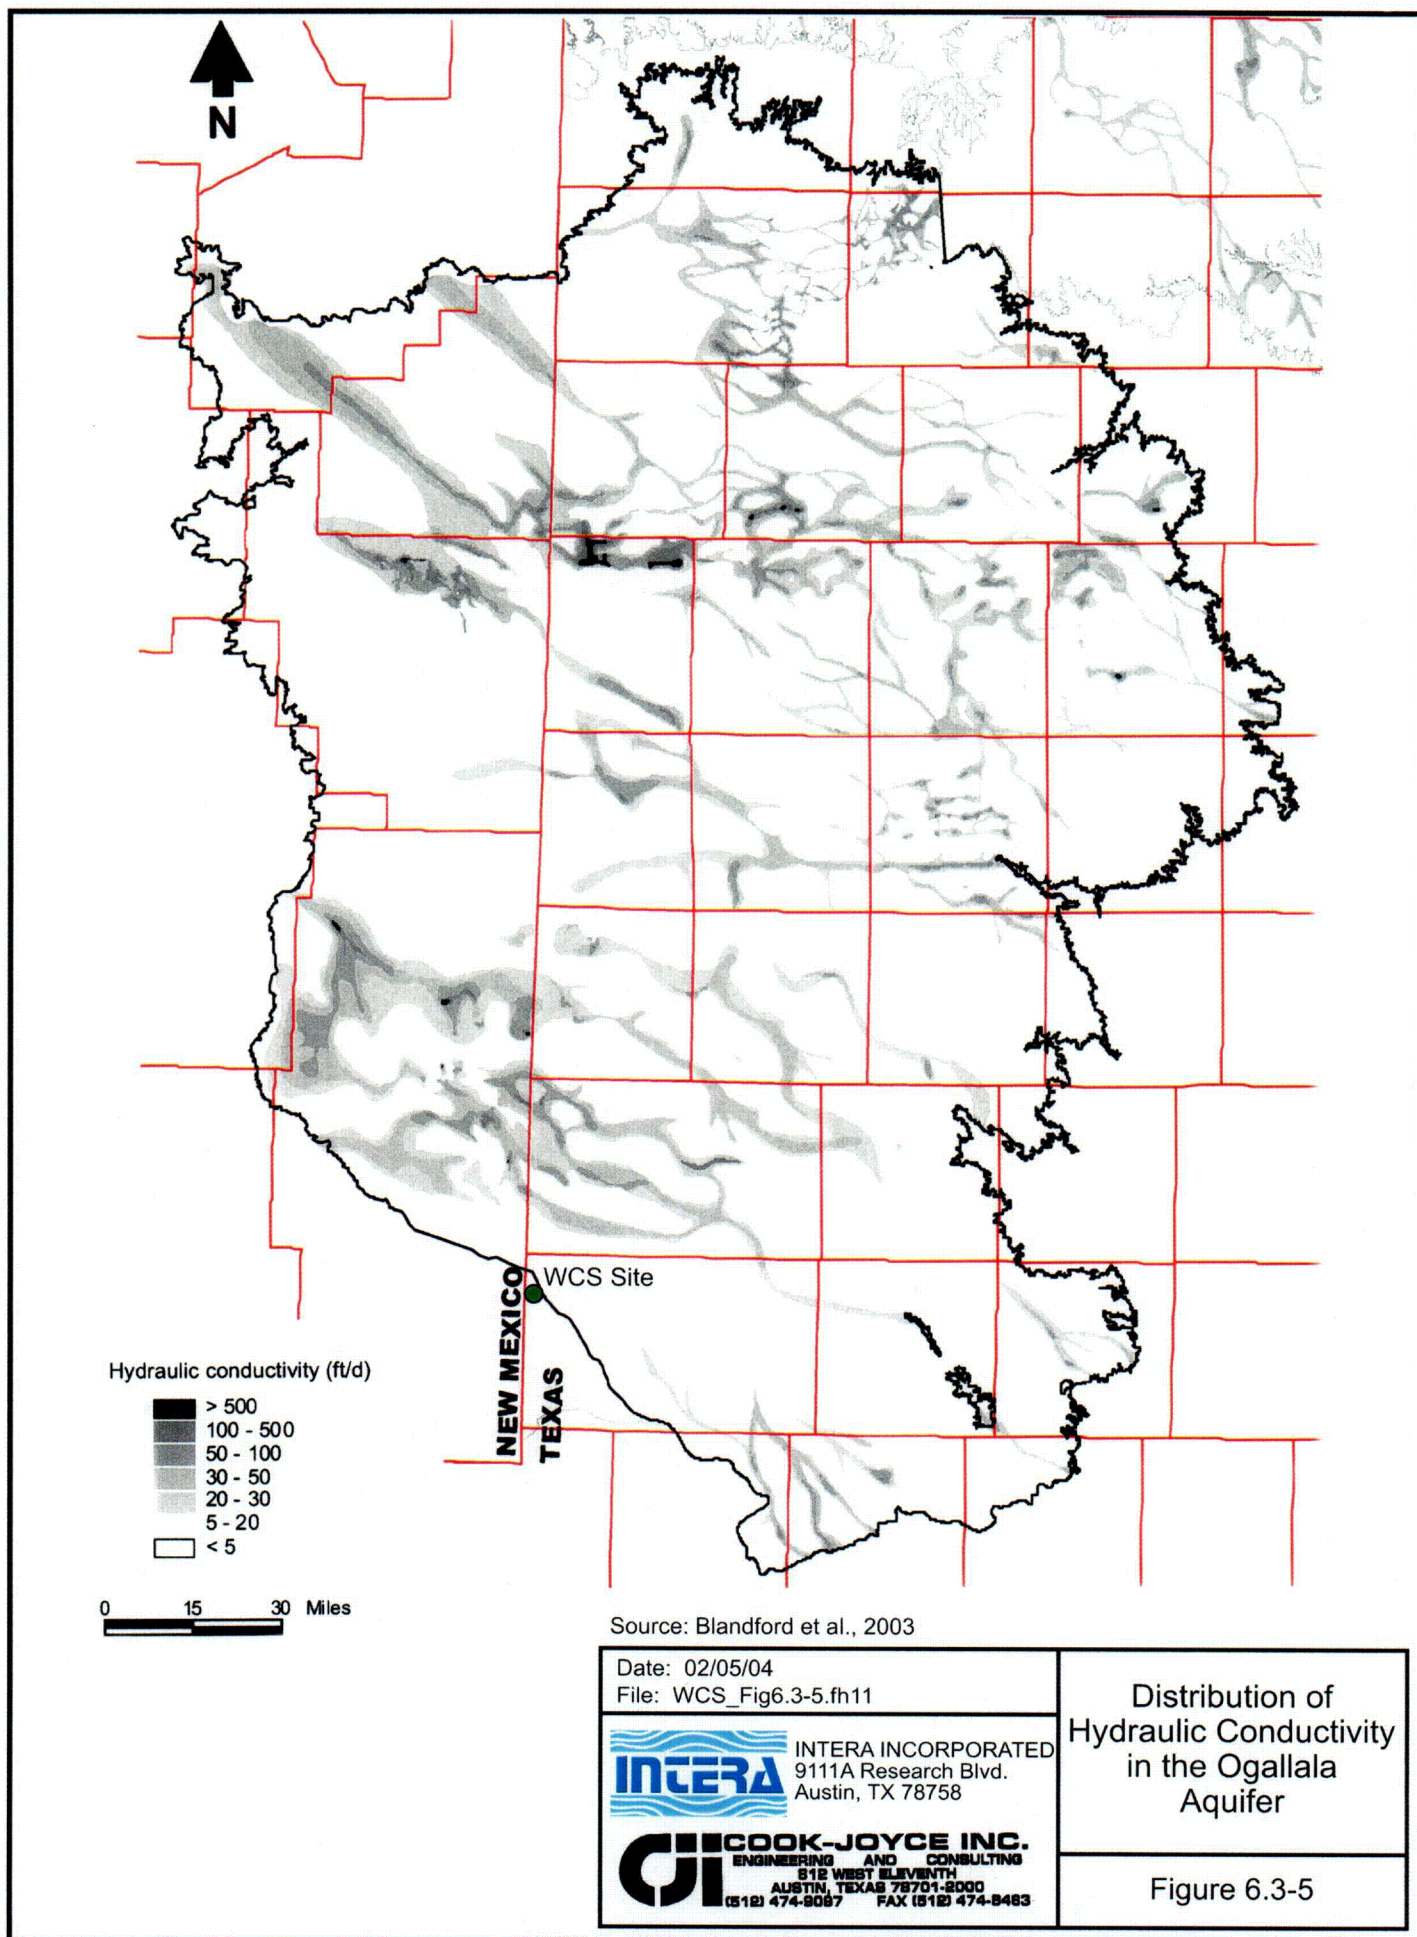 N
WCS Site
NEW MEXICO
TEXAS
Hydraulic conductivity (ft/d)
> 500
100 - 500
50 - 100
30 - 50
20 - 30
5 - 20
< 5
0 15 30 Miles
Source: Blandford et al., 2003
Date: 02/05/04
File: WCS_Fig6.3-5.fh11
INTERA
INTERA INCORPORATED
9111A Research Blvd.
Austin, TX 78758
CJI COOK-JOYCE INC.
ENGINEERING AND CONSULTING
812 WEST ELEVENTH
AUSTIN, TEXAS 78701-2000
(512) 474-9097 FAX (512) 474-8463
Distribution of
Hydraulic Conductivity
in the Ogallala
Aquifer
Figure 6.3-5